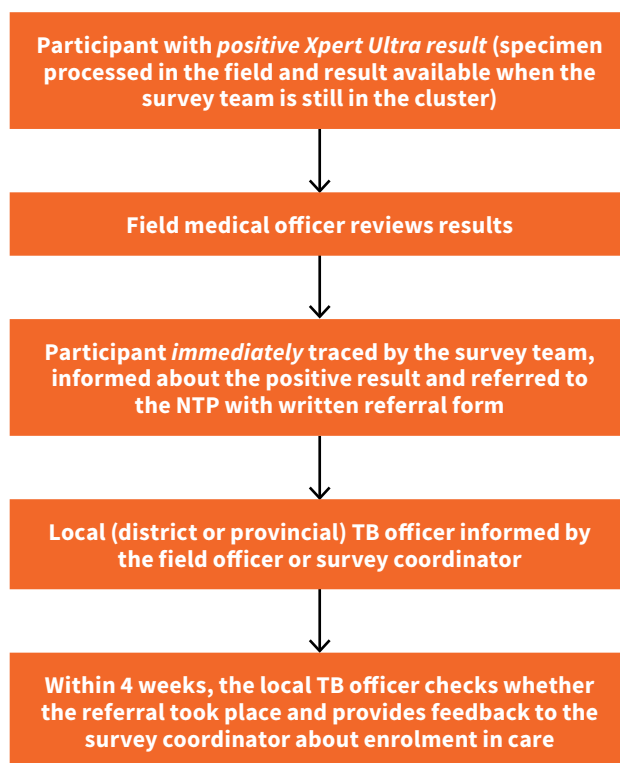 Participant with positive Xpert Ultra result (specimen
processed in the field and result available when the
survey team is still in the cluster)
Field medical officer reviews results
Participant immediately traced by the survey team,
informed about the positive result and referred to
the NTP with written referral form
Local (district or provincial) TB officer informed by
the field officer or survey coordinator
Within 4 weeks, the local TB officer checks whether
the referral took place and provides feedback to the
survey coordinator about enrolment in care